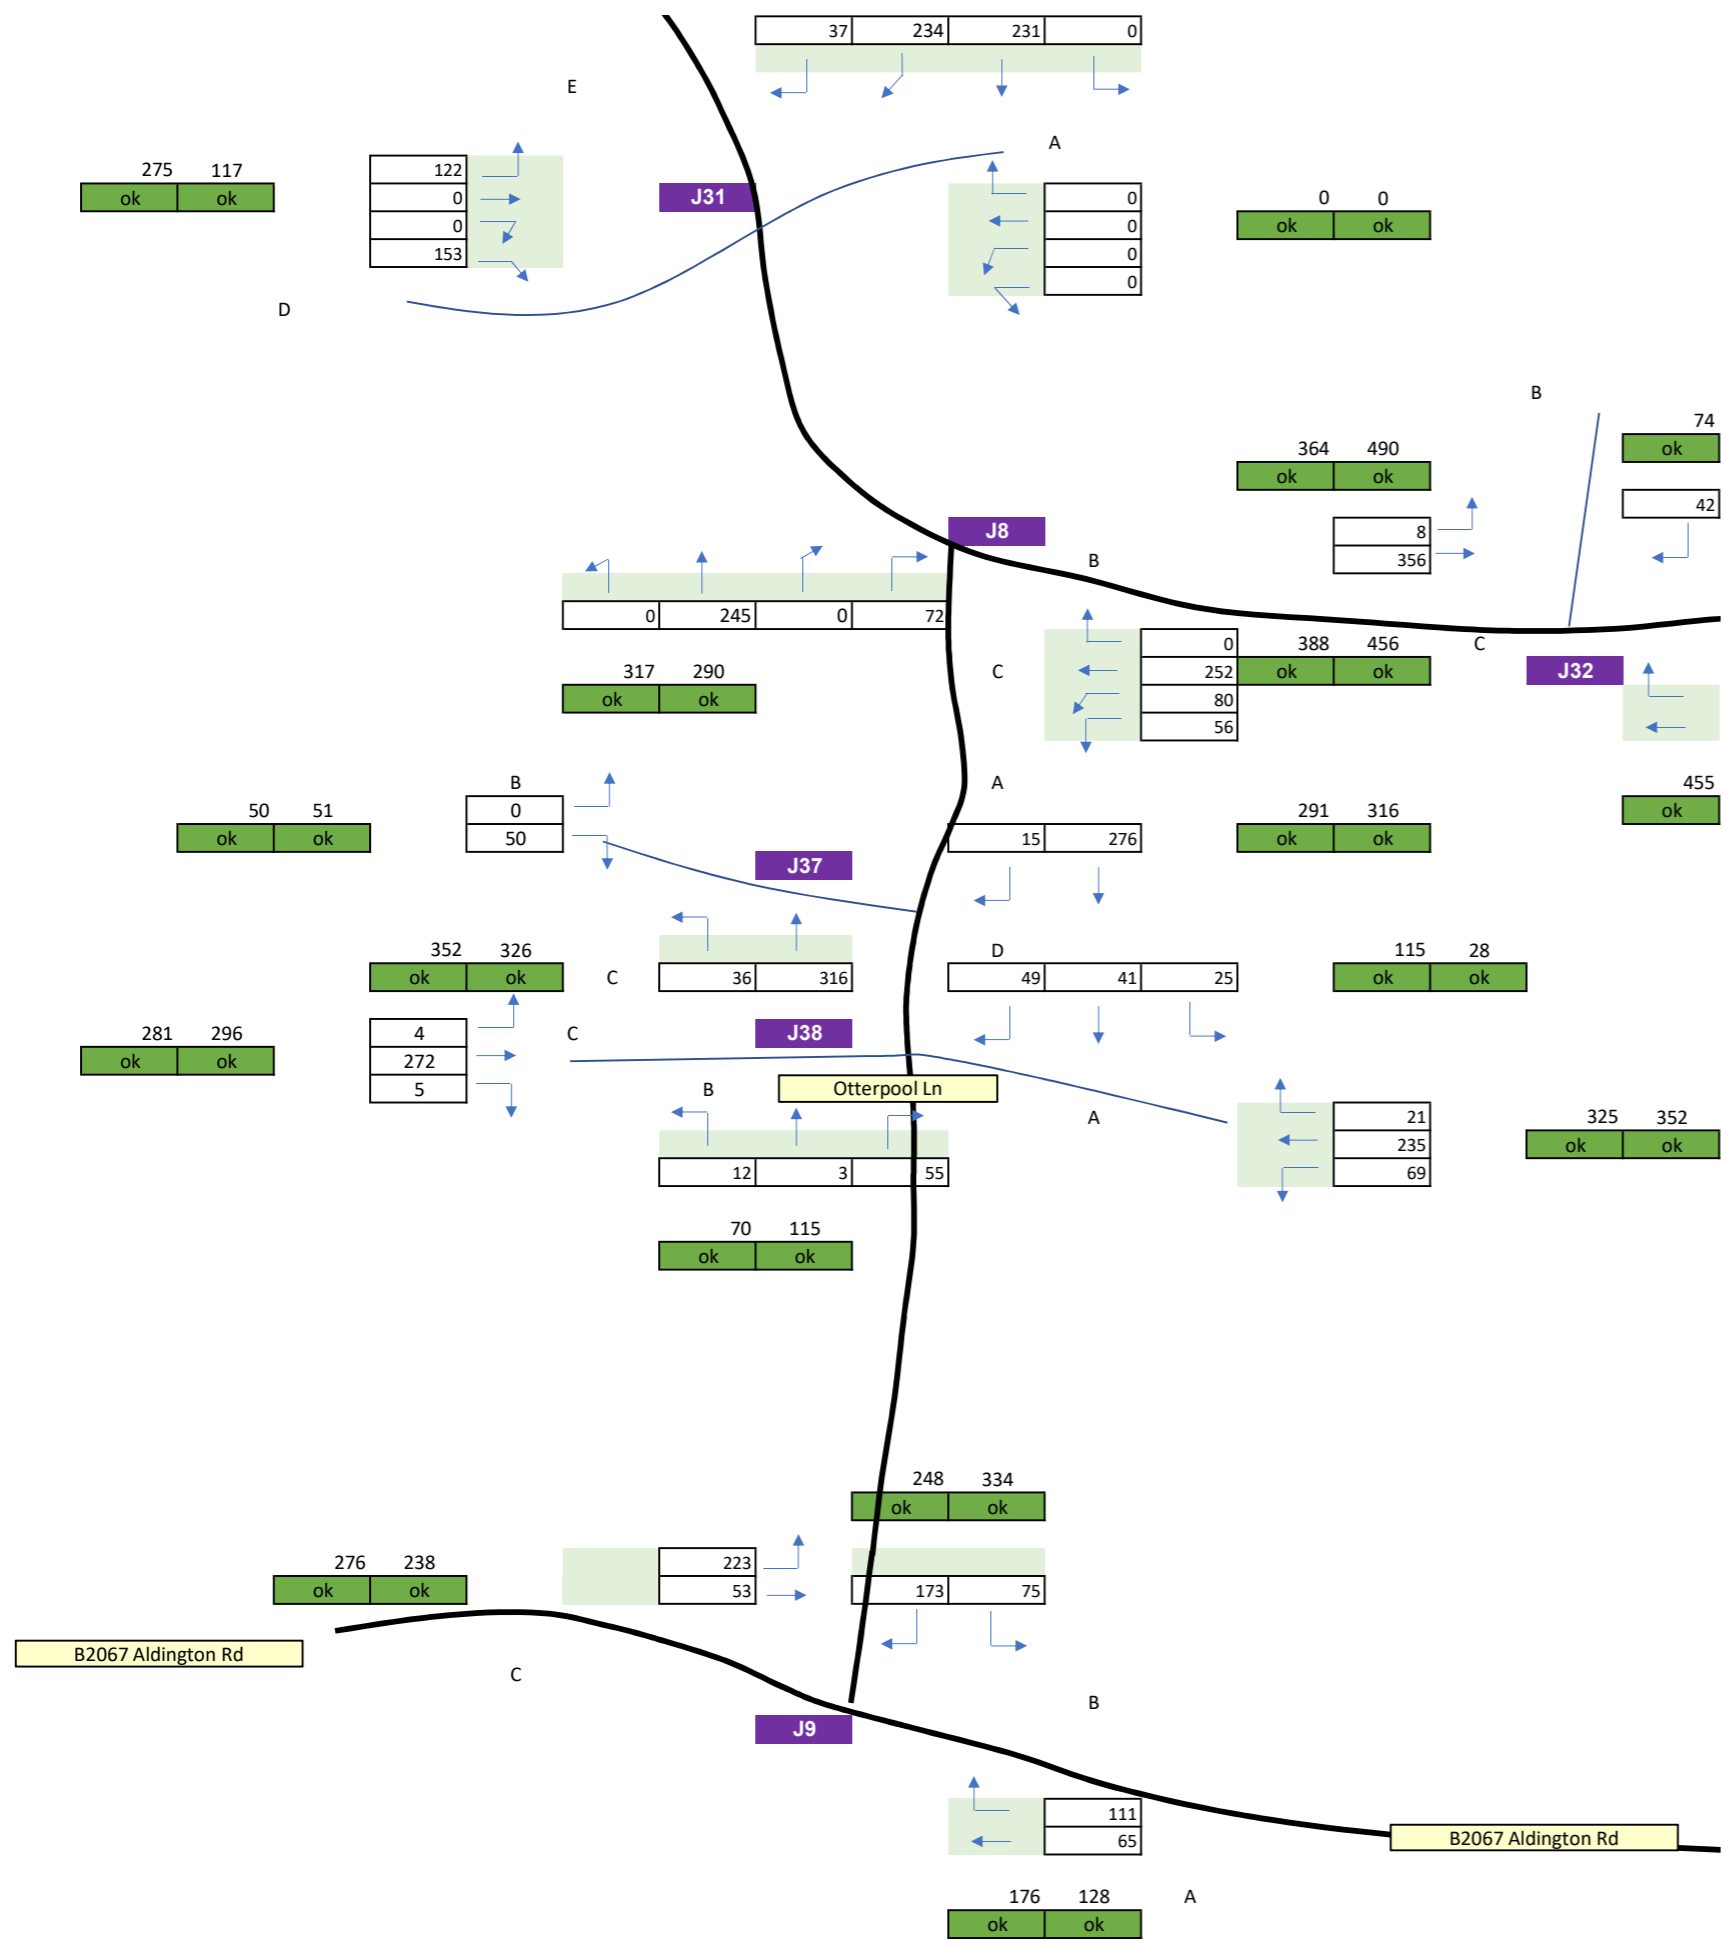 37 234 231 0
E
A
275 117
ok ok
122
0
0
153
J31
0
0
0
0
0 0
ok ok
D
B
74
ok
364 490
ok ok
42
8
356
J8
B
0 245 0 72
317 290
ok ok
C
0
252
80
56
388 456
ok ok
C
J32
455
ok
B
0
50
50 51
ok ok
A
15 276
291 316
ok ok
J37
352 326
ok ok
C
36 316
D
49 41 25
115 28
ok ok
281 296
ok ok
4
272
5
C
J38
Otterpool Ln
B
12 3 55
A
21
235
69
325 352
ok ok
70 115
ok ok
248 334
ok ok
276 238
ok ok
223
53
173 75
B2067 Aldington Rd
C
B
J9
111
65
B2067 Aldington Rd
176 128
ok ok
A